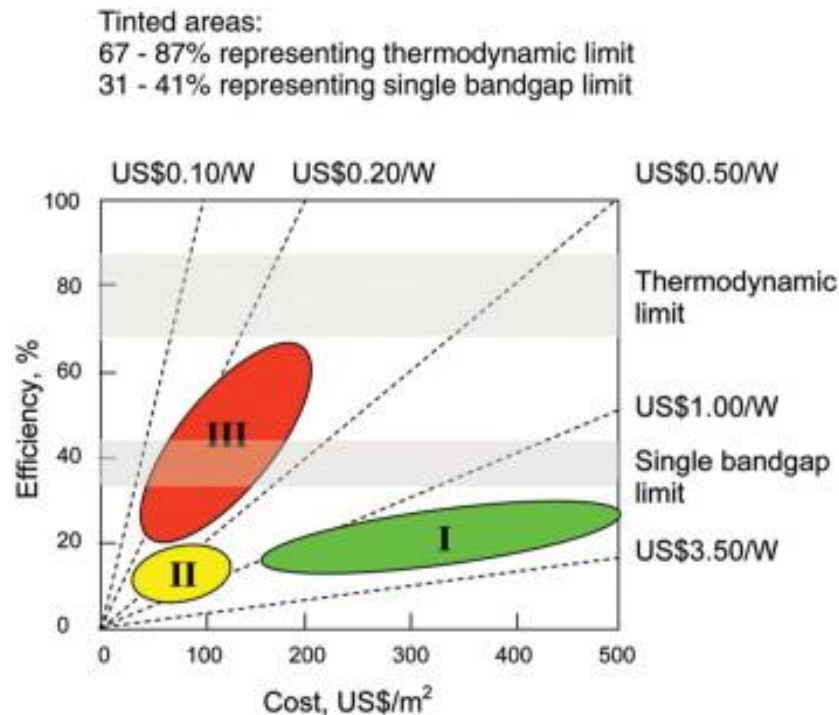 Tinted areas:
67 - 87% representing thermodynamic limit
31 - 41% representing single bandgap limit
US$0.10/W
US$0.20/W
US$0.50/W
100
80
60
40
20
0
Efficiency, %
Thermodynamic
limit
US$1.00/W
Single bandgap
limit
US$3.50/W
III
II
I
0
100
200
300
400
500
Cost, US$/m²